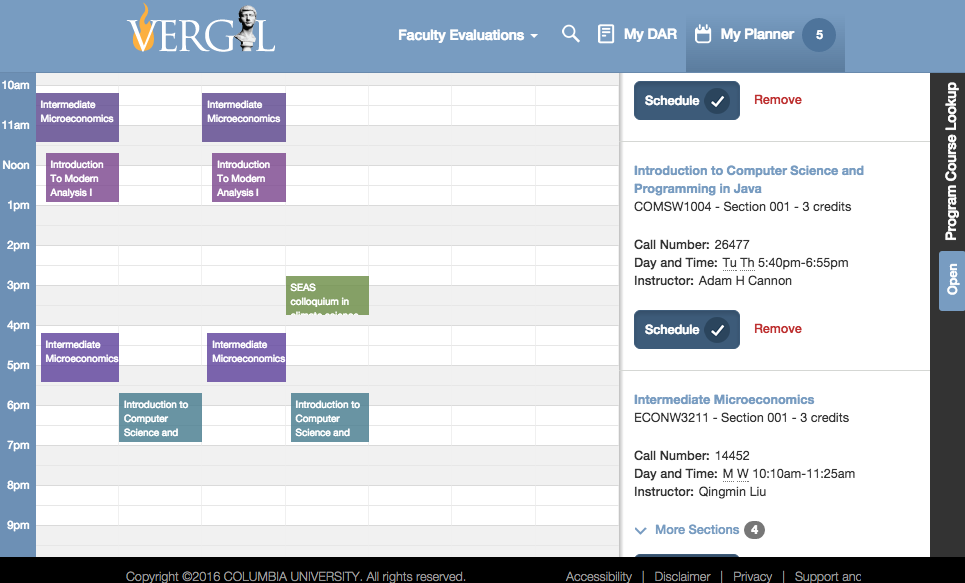 VERGIL
Faculty Evaluations
My DAR
My Planner
5
10am
11am
Noon
1pm
2pm
3pm
4pm
5pm
6pm
7pm
8pm
9pm
Intermediate
Microeconomics
Intermediate
Microeconomics
Introduction
To Modern
Analysis I
Introduction
To Modern
Analysis I
SEAS
colloquium in
climate science
Intermediate
Microeconomics
Intermediate
Microeconomics
Introduction to
Computer
Science and
Introduction to
Computer
Science and
Schedule
Remove
Introduction to Computer Science and
Programming in Java
COMSW1004 - Section 001 - 3 credits
Call Number: 26477
Day and Time: Tu Th 5:40pm-6:55pm
Instructor: Adam H Cannon
Schedule
Remove
Intermediate Microeconomics
ECONW3211 - Section 001 - 3 credits
Call Number: 14452
Day and Time: M W 10:10am-11:25am
Instructor: Qingmin Liu
More Sections 4
Program Course Lookup
Open
Copyright ©2016 COLUMBIA UNIVERSITY. All rights reserved.
Accessibility | Disclaimer | Privacy | Support and